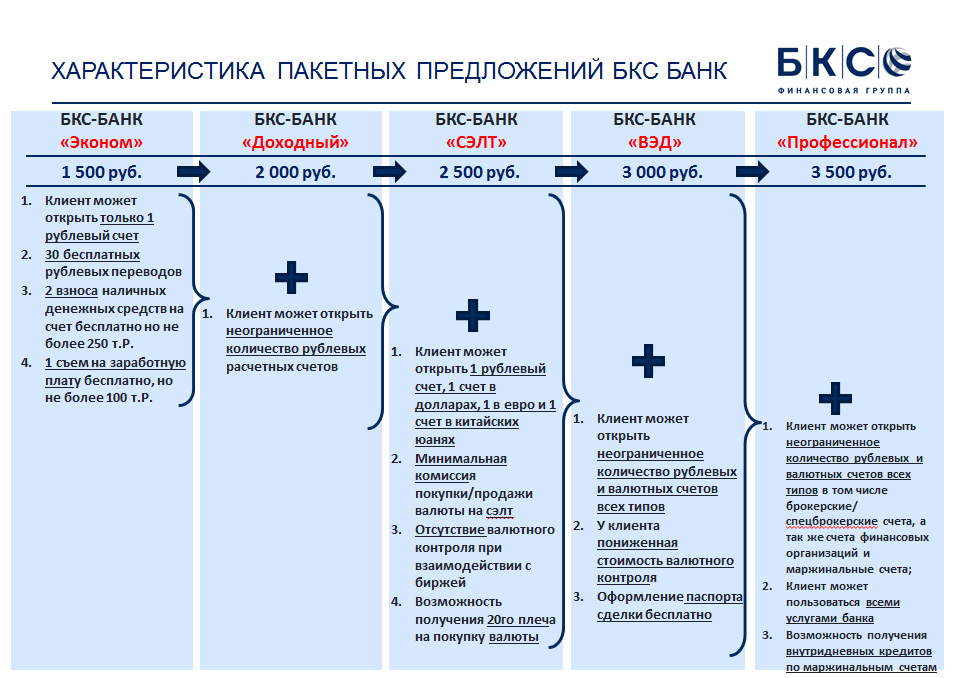 ХАРАКТЕРИСТИКА ПАКЕТНЫХ ПРЕДЛОЖЕНИЙ БКС БАНК
БКС
ФИНАНСОВАЯ ГРУППА
БКС-БАНК
«Эконом»
1 500 руб.
1. Клиент может
открыть только 1
рублевый счет
2. 30 бесплатных
рублевых переводов
3. 2 взноса наличных
денежных средств на
счет бесплатно но не
более 250 т.Р.
4. 1 съем на заработную
плату бесплатно, но
не более 100 т.Р.
БКС-БАНК
«Доходный»
2 000 руб.
1. Клиент может открыть
неограниченное
количество рублевых
расчетных счетов
БКС-БАНК
«СЭЛТ»
2 500 руб.
1. Клиент может
открыть 1 рублевый
счет, 1 счет в
долларах, 1 в евро и 1
счет в китайских
юанях
2. Минимальная
комиссия
покупки/продажи
валюты на сэлт
3. Отсутствие валютного
контроля при
взаимодействии с
биржей
4. Возможность
получения 20го плеча
на покупку валюты
БКС-БАНК
«ВЭД»
3 000 руб.
1. Клиент может
открыть
неограниченное
количество рублевых
и валютных счетов
всех типов
2. У клиента
пониженная
стоимость валютного
контроля
3. Оформление паспорта
сделки бесплатно
БКС-БАНК
«Профессионал»
3 500 руб.
1. Клиент может открыть
неограниченное
количество рублевых и
валютных счетов всех
типов в том числе
брокерские/
спецброкерские счета, а
так же счета финансовых
организаций и
маржинальные счета;
2. Клиент может
пользоваться всеми
услугами банка
3. Возможность получения
внутридневных кредитов
по маржинальным счетам